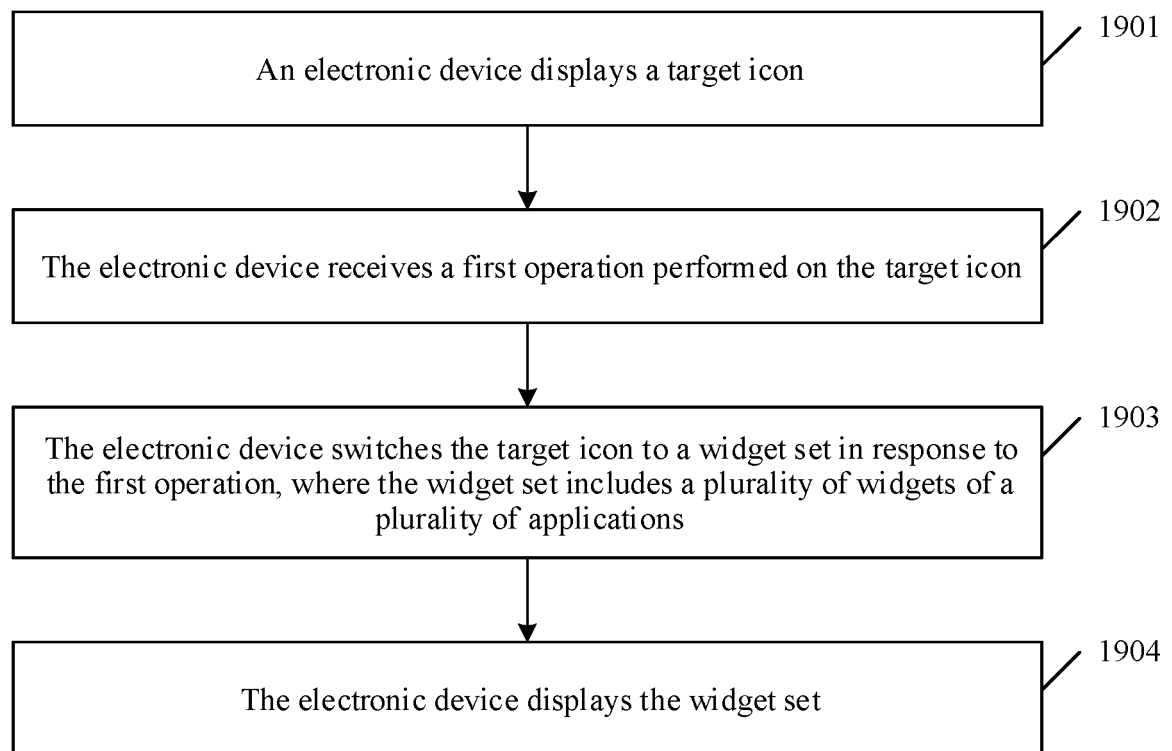 1901
An electronic device displays a target icon
1902
The electronic device receives a first operation performed on the target icon
1903
The electronic device switches the target icon to a widget set in response to
the first operation, where the widget set includes a plurality of widgets of a
plurality of applications
1904
The electronic device displays the widget set